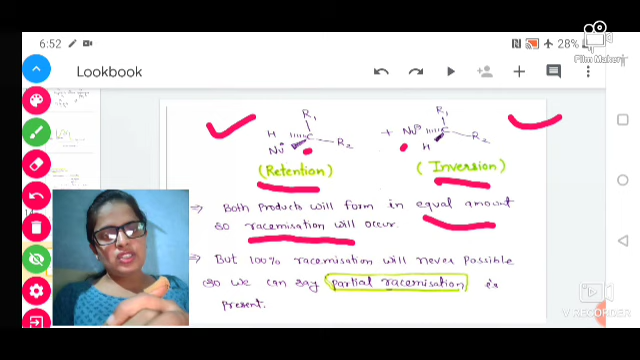 6:52
28%
Film Maker
Lookbook
R1 R1
H C R2 + Nu C R2
Nu H
(Retention) (Inversion)
⇒ Both products will form in equal amount
so racemisation will occur.
⇒ But 100% racemisation will never possible
so we can say partial racemisation is
present.
VRECORDER